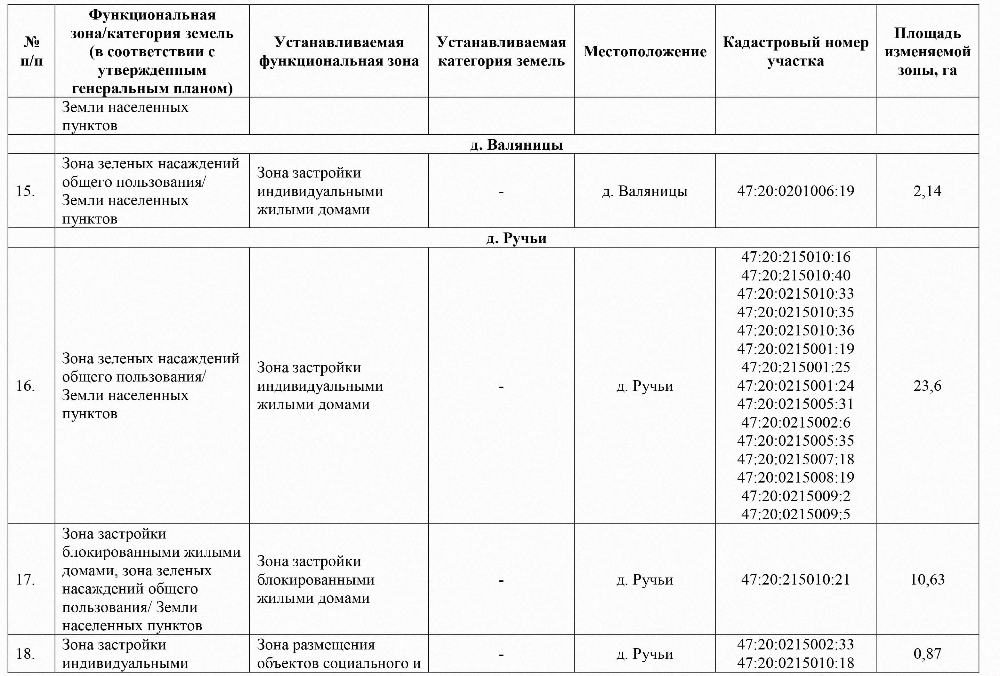 №
п/п
Функциональная
зона/категория земель
(в соответствии с
утвержденным
генеральным планом)
Устанавливаемая
функциональная зона
Устанавливаемая
категория земель
Местоположение
Кадастровый номер
участка
Площадь
изменяемой
зоны, га
Земли населенных
пунктов
д. Валяницы
15.
Зона зеленых насаждений
общего пользования/
Земли населенных
пунктов
Зона застройки
индивидуальными
жилыми домами
-
д. Валяницы
47:20:0201006:19
2,14
д. Ручьи
16.
Зона зеленых насаждений
общего пользования/
Земли населенных
пунктов
Зона застройки
индивидуальными
жилыми домами
-
д. Ручьи
47:20:215010:16
47:20:215010:40
47:20:0215010:33
47:20:0215010:35
47:20:0215010:36
47:20:0215001:19
47:20:215001:25
47:20:0215001:24
47:20:0215005:31
47:20:0215002:6
47:20:0215005:35
47:20:0215007:18
47:20:0215008:19
47:20:0215009:2
47:20:0215009:5
23,6
17.
Зона застройки
блокированными жилыми
домами, зона зеленых
насаждений общего
пользования/ Земли
населенных пунктов
Зона застройки
блокированными
жилыми домами
-
д. Ручьи
47:20:215010:21
10,63
18.
Зона застройки
индивидуальными
Зона размещения
объектов социального и
-
д. Ручьи
47:20:0215002:33
47:20:0215010:18
0,87